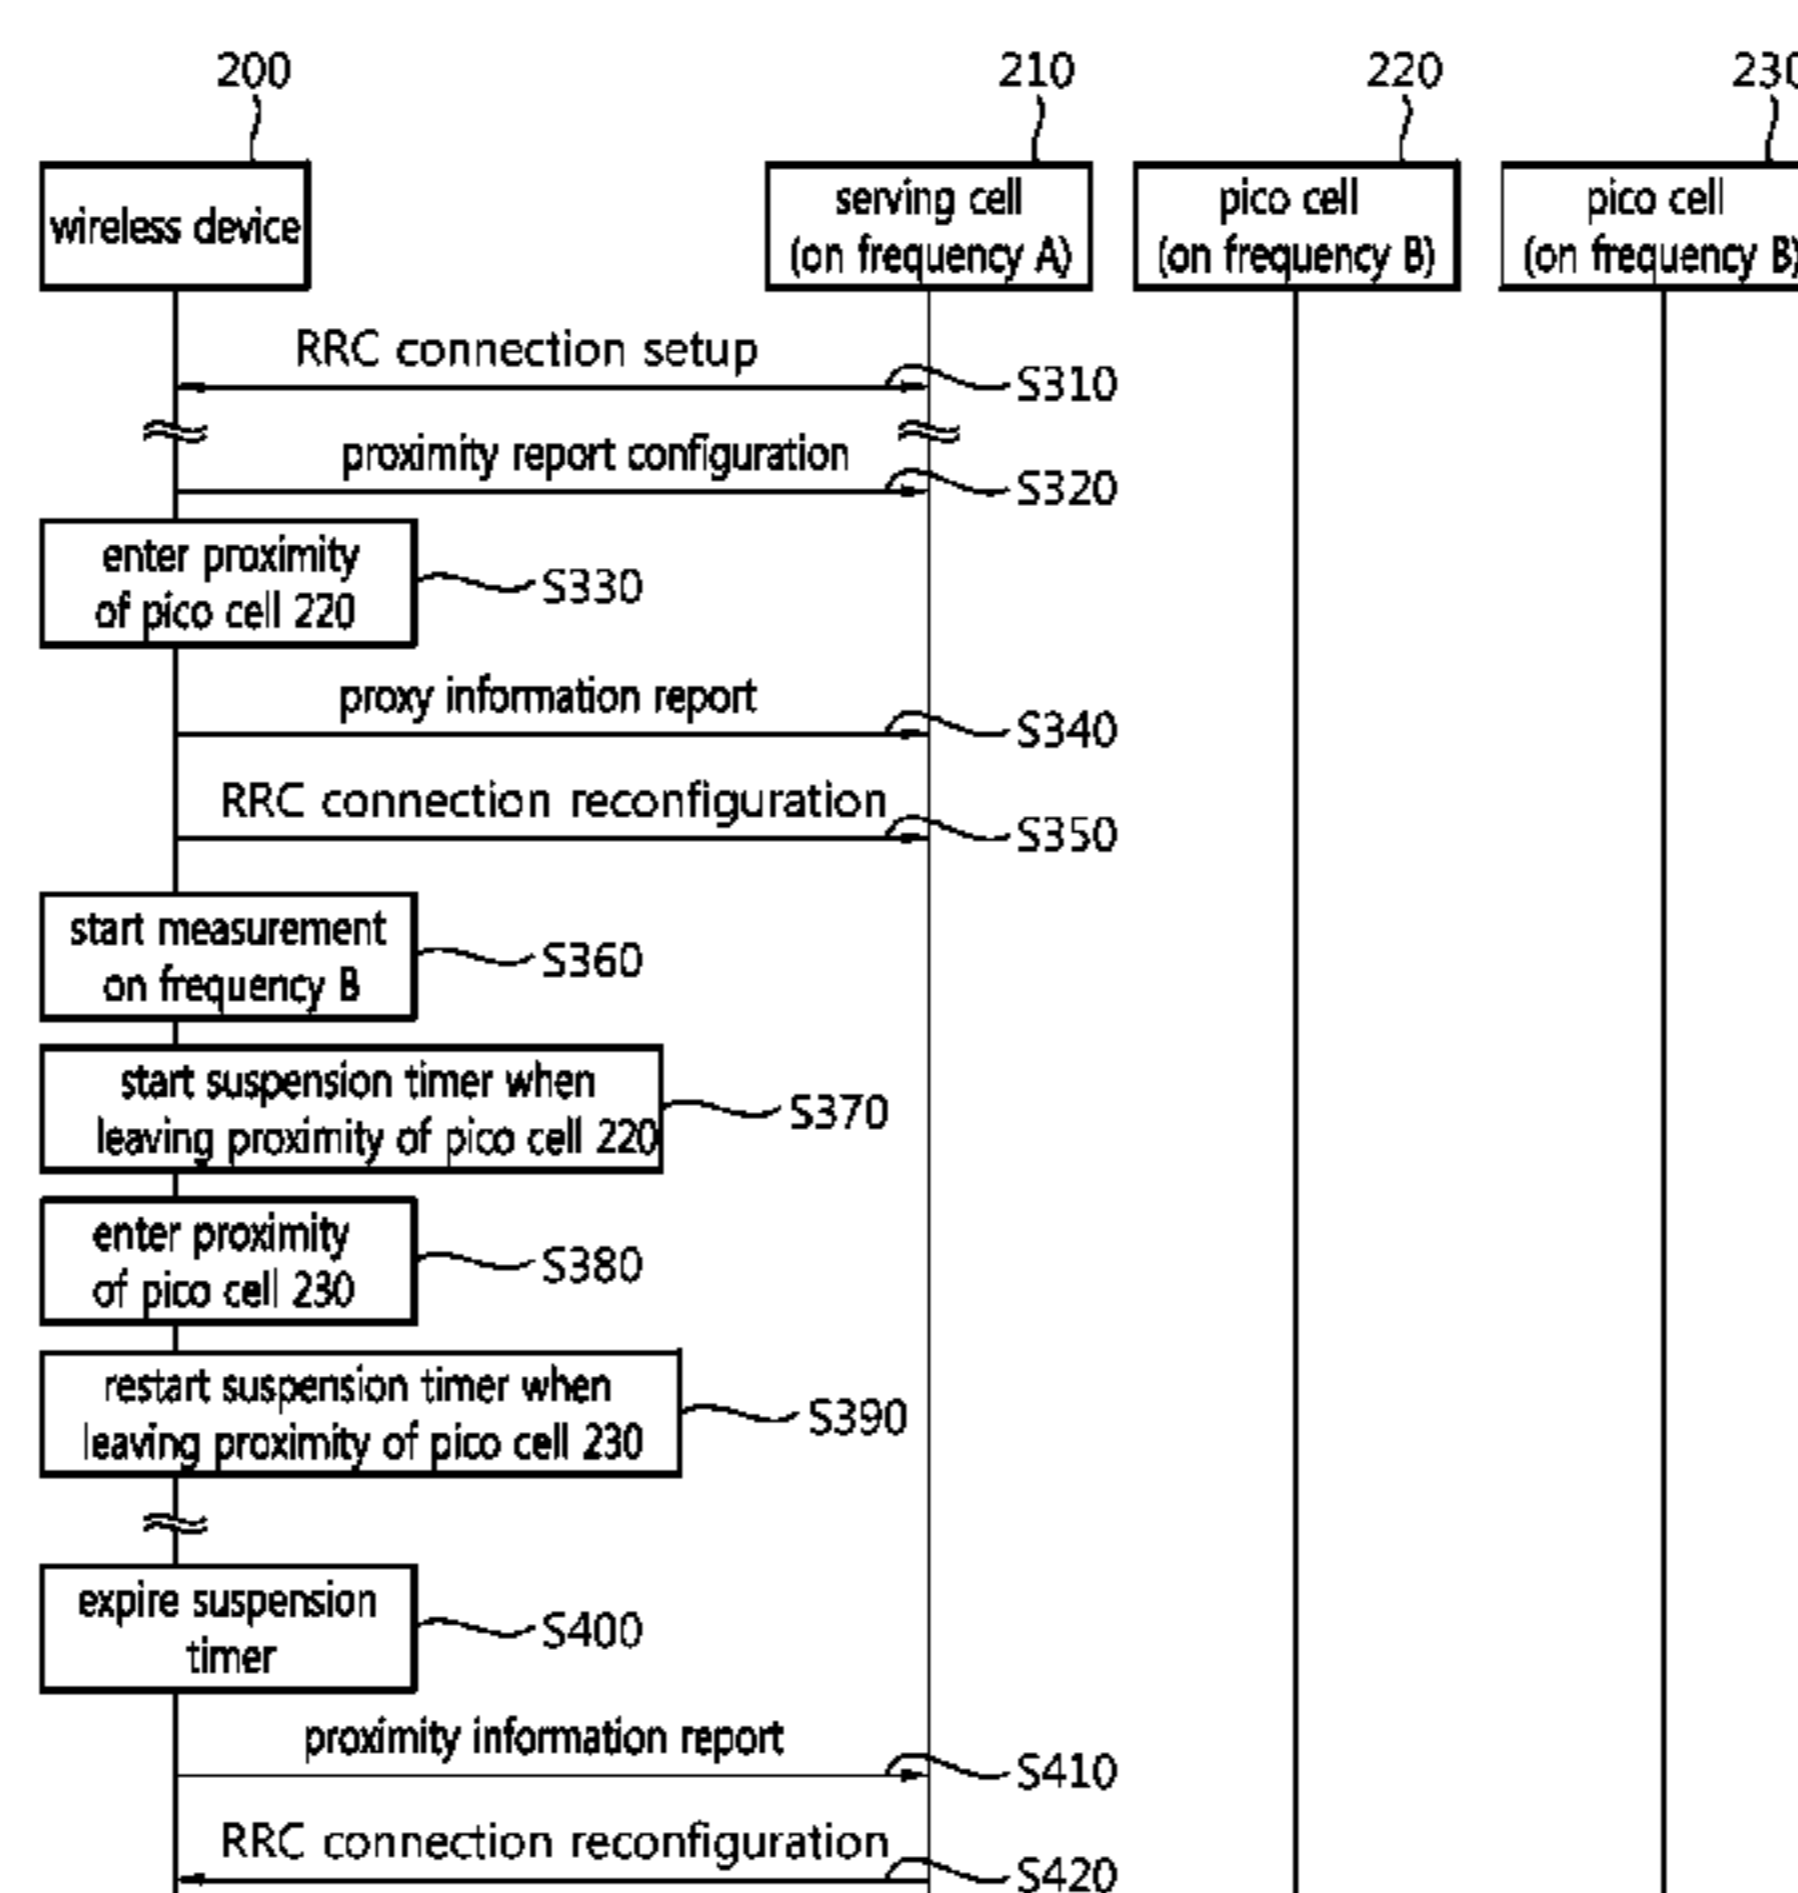 200
210
220
230
wireless device
serving cell
(on frequency A)
pico cell
(on frequency B)
pico cell
(on frequency B)
RRC connection setup
S310
proximity report configuration
S320
enter proximity
of pico cell 220
S330
proxy information report
S340
RRC connection reconfiguration
S350
start measurement
on frequency B
S360
start suspension timer when
leaving proximity of pico cell 220
S370
enter proximity
of pico cell 230
S380
restart suspension timer when
leaving proximity of pico cell 230
S390
expire suspension
timer
S400
proximity information report
S410
RRC connection reconfiguration
S420